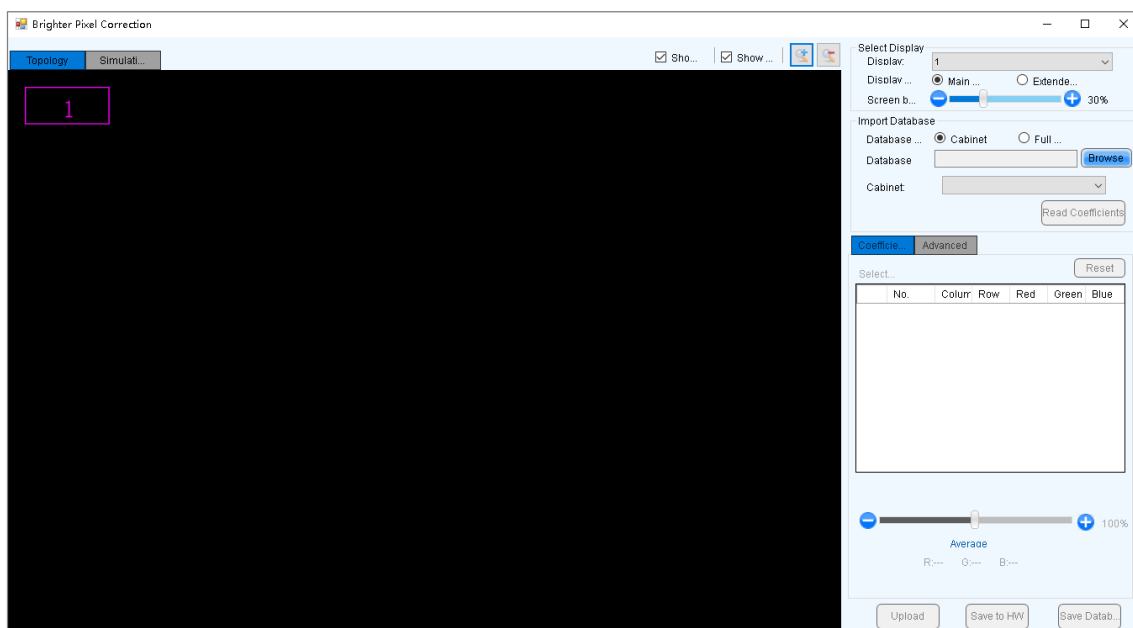 Brighter Pixel Correction
Topology Simulati...
Sho... Show ...
1
Select Display
Display: 1
Display ... Main ... Extende...
Screen b... 30%
Import Database
Database ... Cabinet Full ...
Database Browse
Cabinet:
Read Coefficients
Coefficie... Advanced
Select... Reset
No. Colum Row Red Green Blue
100%
Average
R:--- G:--- B:---
Upload Save to HW Save Datab...